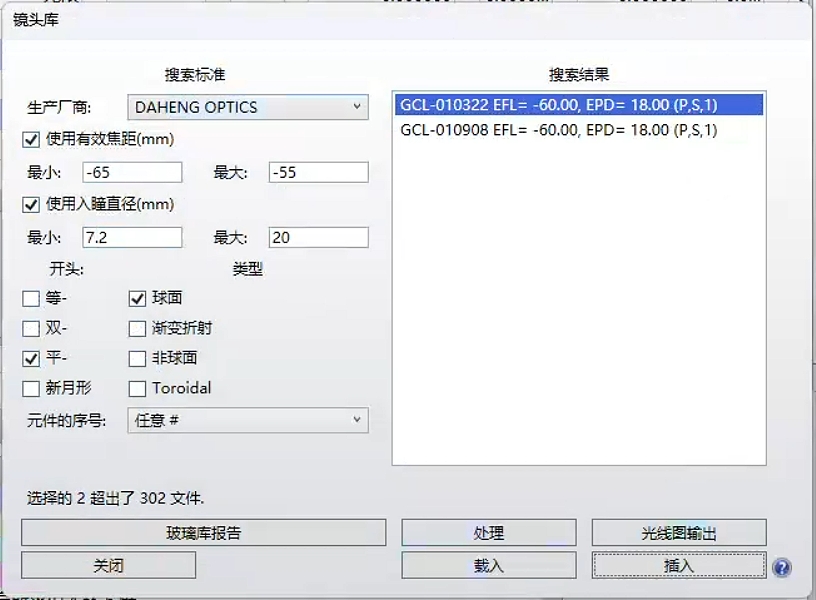 镜头库
搜索标准
搜索结果
生产厂商: DAHENG OPTICS
使用有效焦距(mm)
最小: -65 最大: -55
使用入瞳直径(mm)
最小: 7.2 最大: 20
开头: 类型
等- 球面
双- 渐变折射
平- 非球面
新月形 Toroidal
元件的序号: 任意 #
GCL-010322 EFL= -60.00, EPD= 18.00 (P,S,1)
GCL-010908 EFL= -60.00, EPD= 18.00 (P,S,1)
选择的 2 超出了 302 文件.
玻璃库报告 处理 光线图输出
关闭 载入 插入
?